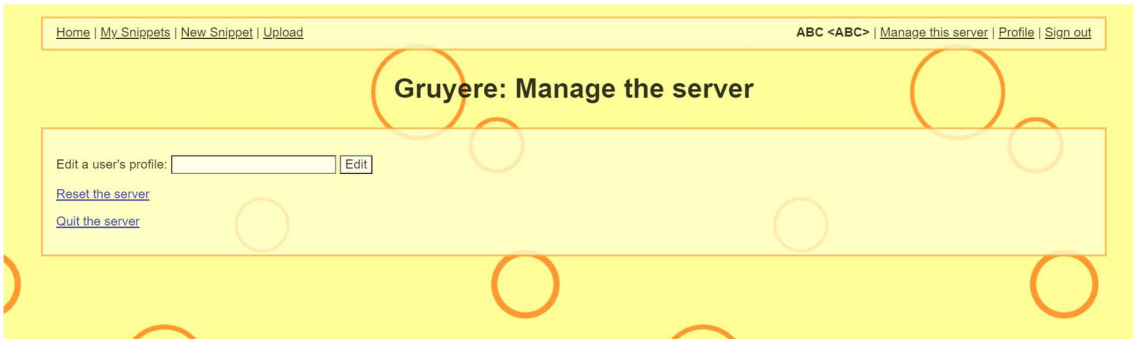 Home | My Snippets | New Snippet | Upload
ABC <ABC> | Manage this server | Profile | Sign out
Gruyere: Manage the server
Edit a user's profile: Edit
Reset the server
Quit the server